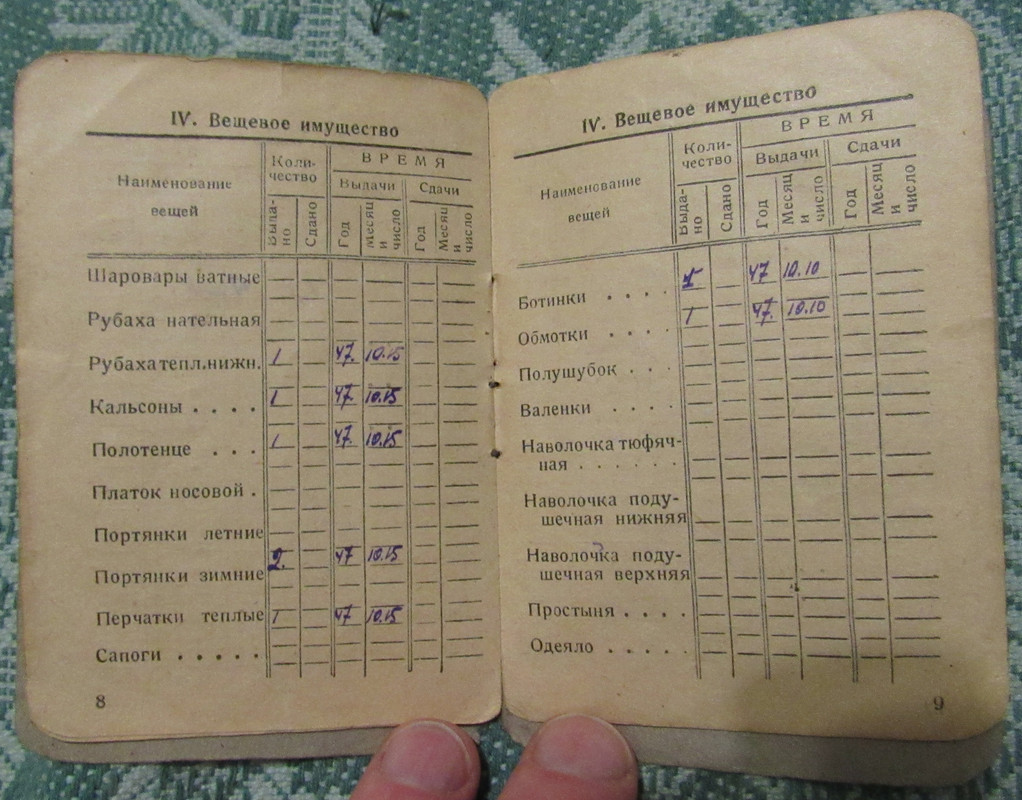 IV. Вещевое имущество
Наименование
вещей
Коли-
чество
ВРЕМЯ
Выдачи
Сдачи
Выда-
но
Сдано
Год
Месяц
и
число
Год
Месяц
и
число
Шаровары ватные
Рубаха нательная
Рубаха тепл.нижн. 1 47. 10.15
Кальсоны . . . . 1 47. 10.15
Полотенце . . . 1 47. 10.15
Платок носовой .
Портянки летние
Портянки зимние 2. 47 10.15
Перчатки теплые 1 47. 10.15
Сапоги . . . . .
8
IV. Вещевое имущество
Наименование
вещей
Коли-
чество
ВРЕМЯ
Выдачи
Сдачи
Выда-
но
Сдано
Год
Месяц
и
число
Год
Месяц
и
число
Ботинки . . . . 1 47 10.10
Обмотки . . . . 1 47. 10.10
Полушубок . . .
Валенки . . . .
Наволочка тюфяч-
ная . . . . . .
Наволочка поду-
шечная нижняя
Наволочка поду-
шечная верхняя
Простыня . . . .
Одеяло . . . . .
9